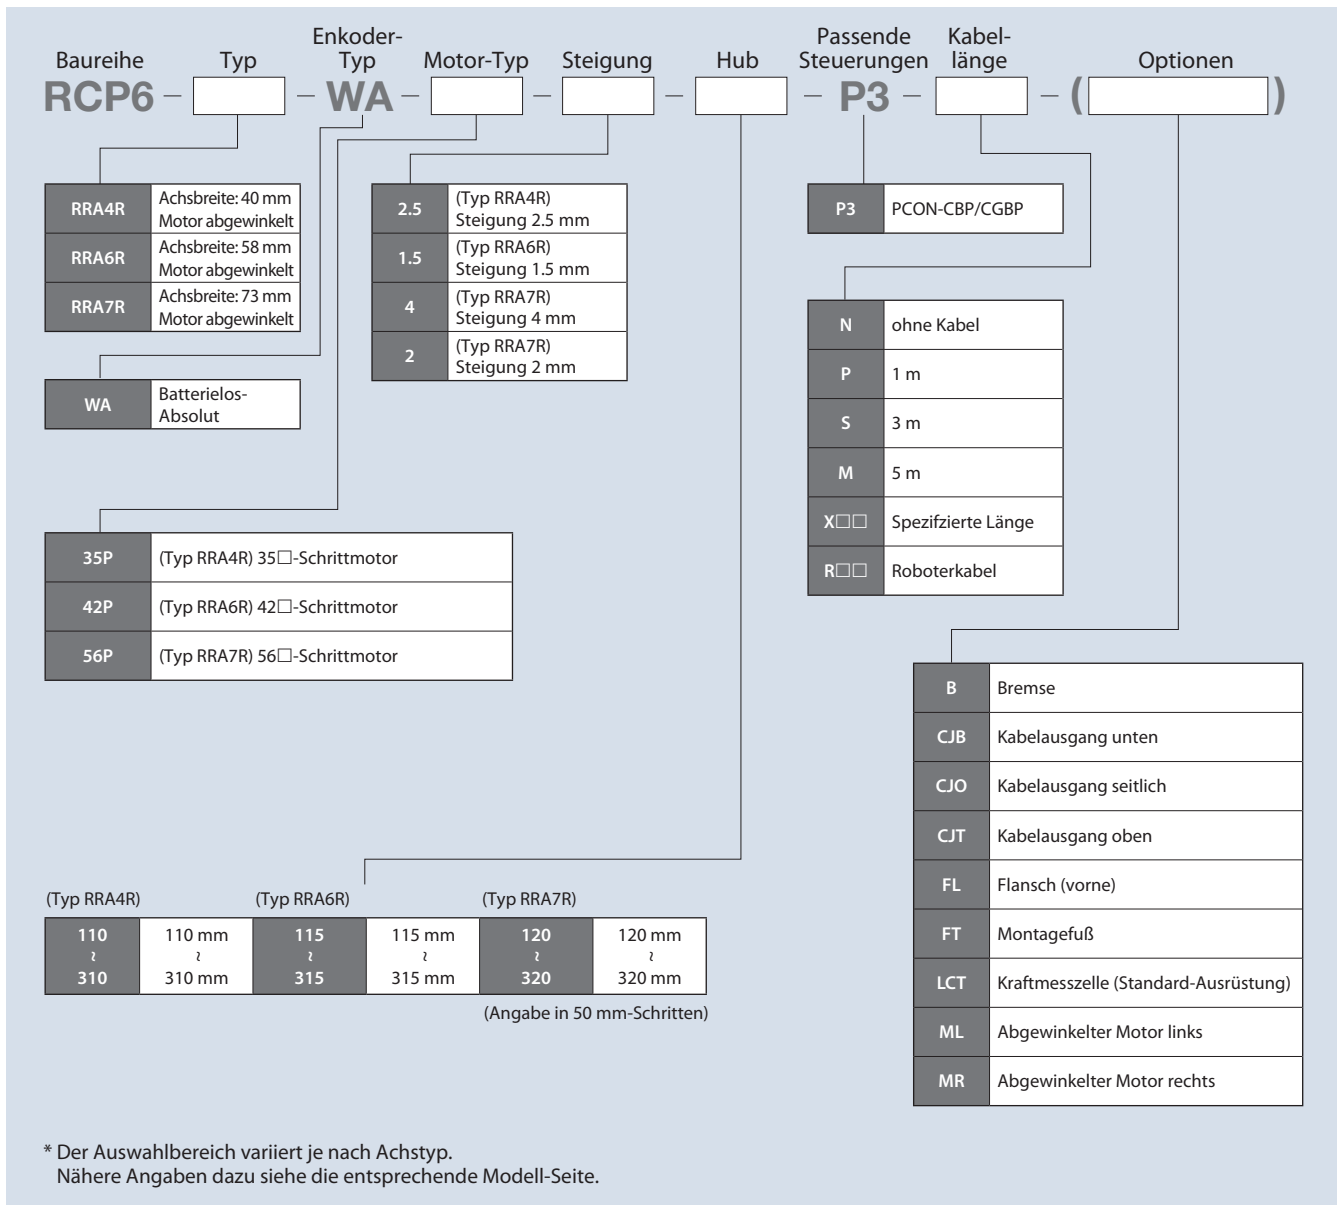 Baureihe
Typ
Enkoder-
Typ
Motor-Typ
Steigung
Hub
Passende
Steuerungen
Kabel-
länge
Optionen
RCP6 – – WA – – – – P3 – – ( )
RRA4R Achsbreite: 40 mm
Motor abgewinkelt
RRA6R Achsbreite: 58 mm
Motor abgewinkelt
RRA7R Achsbreite: 73 mm
Motor abgewinkelt
WA Batterielos-
Absolut
2.5 (Typ RRA4R)
Steigung 2.5 mm
1.5 (Typ RRA6R)
Steigung 1.5 mm
4 (Typ RRA7R)
Steigung 4 mm
2 (Typ RRA7R)
Steigung 2 mm
35P (Typ RRA4R) 35□-Schrittmotor
42P (Typ RRA6R) 42□-Schrittmotor
56P (Typ RRA7R) 56□-Schrittmotor
P3 PCON-CBP/CGBP
N ohne Kabel
P 1 m
S 3 m
M 5 m
X□□ Spezifzierte Länge
R□□ Roboterkabel
B Bremse
CJB Kabelausgang unten
CJO Kabelausgang seitlich
CJT Kabelausgang oben
FL Flansch (vorne)
FT Montagefuß
LCT Kraftmesszelle (Standard-Ausrüstung)
ML Abgewinkelter Motor links
MR Abgewinkelter Motor rechts
(Typ RRA4R) (Typ RRA6R) (Typ RRA7R)
110 110 mm 115 115 mm 120 120 mm
~ ~ ~ ~ ~ ~
310 310 mm 315 315 mm 320 320 mm
(Angabe in 50 mm-Schritten)
* Der Auswahlbereich variiert je nach Achstyp.
Nähere Angaben dazu siehe die entsprechende Modell-Seite.